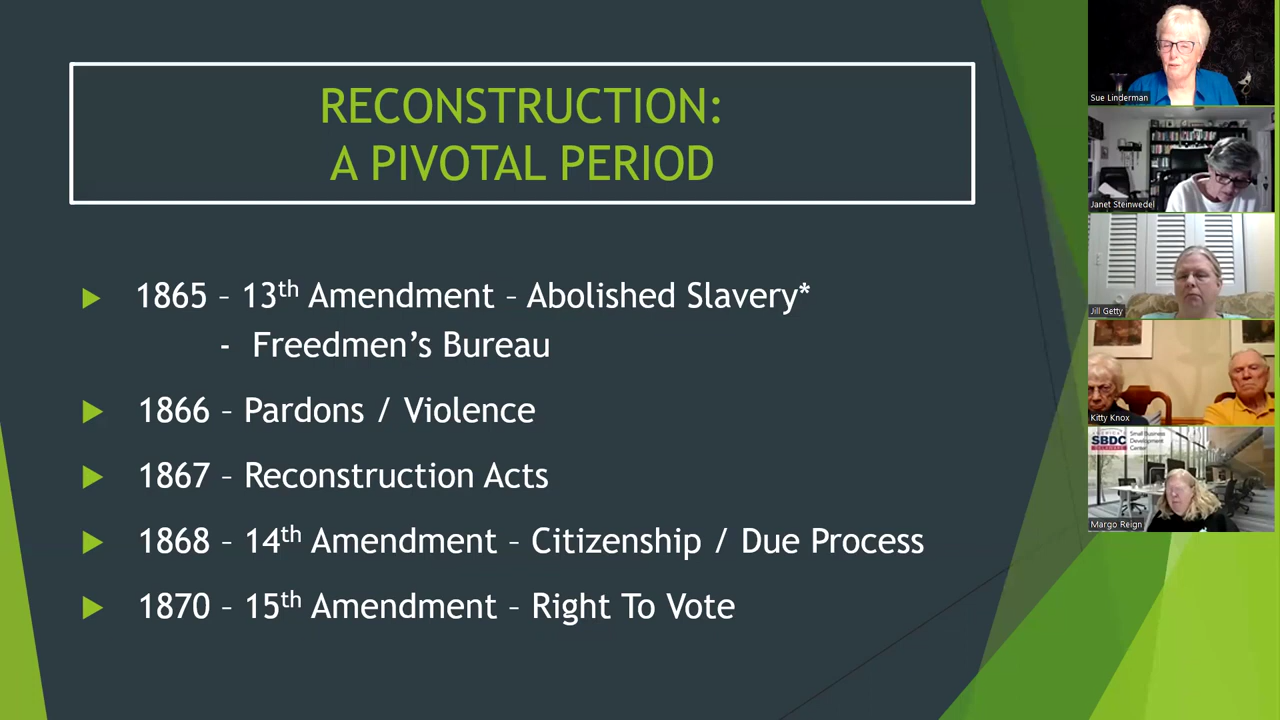 RECONSTRUCTION:
A PIVOTAL PERIOD
1865 – 13th Amendment – Abolished Slavery*
- Freedmen’s Bureau
1866 – Pardons / Violence
1867 – Reconstruction Acts
1868 – 14th Amendment – Citizenship / Due Process
1870 – 15th Amendment – Right To Vote
Sue Linderman
Janet Steinwedel
Jill Getty
Kitty Knox
AMERICA'S
SBDC
DELAWARE
Small Business
Development
Center
Margo Reign